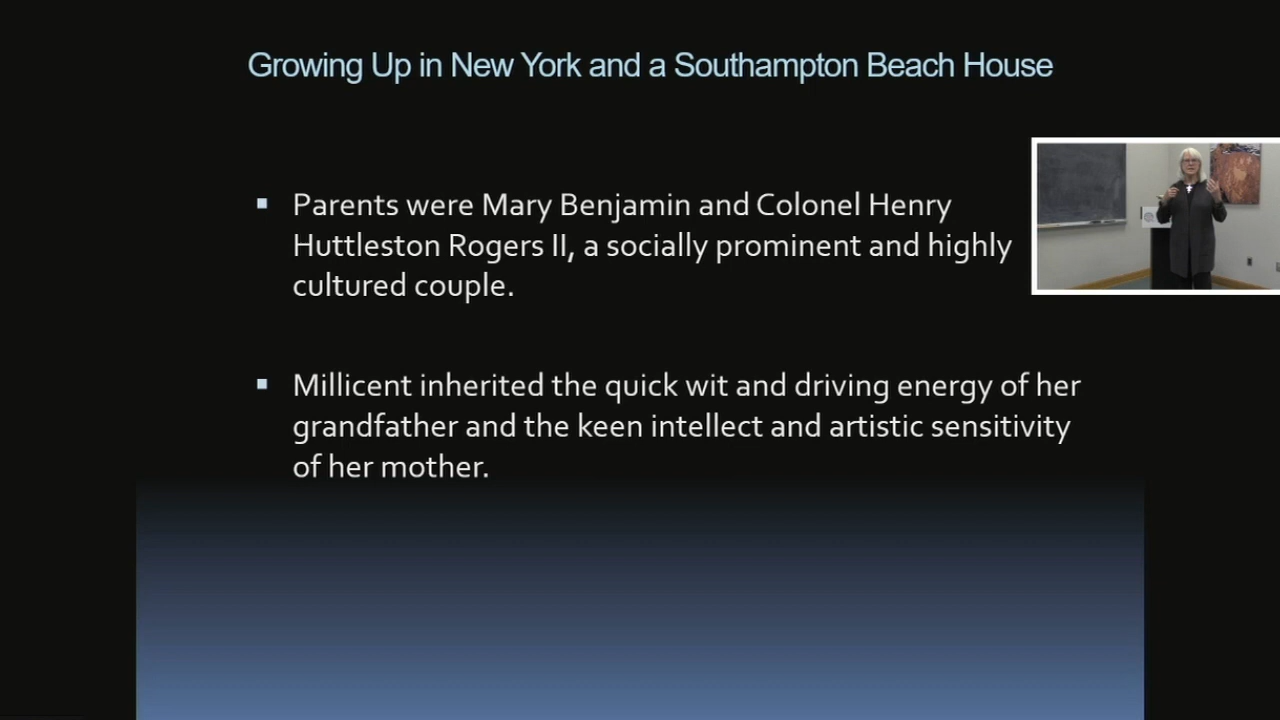 Growing Up in New York and a Southampton Beach House
Parents were Mary Benjamin and Colonel Henry
Huttleston Rogers II, a socially prominent and highly
cultured couple.
Millicent inherited the quick wit and driving energy of her
grandfather and the keen intellect and artistic sensitivity
of her mother.